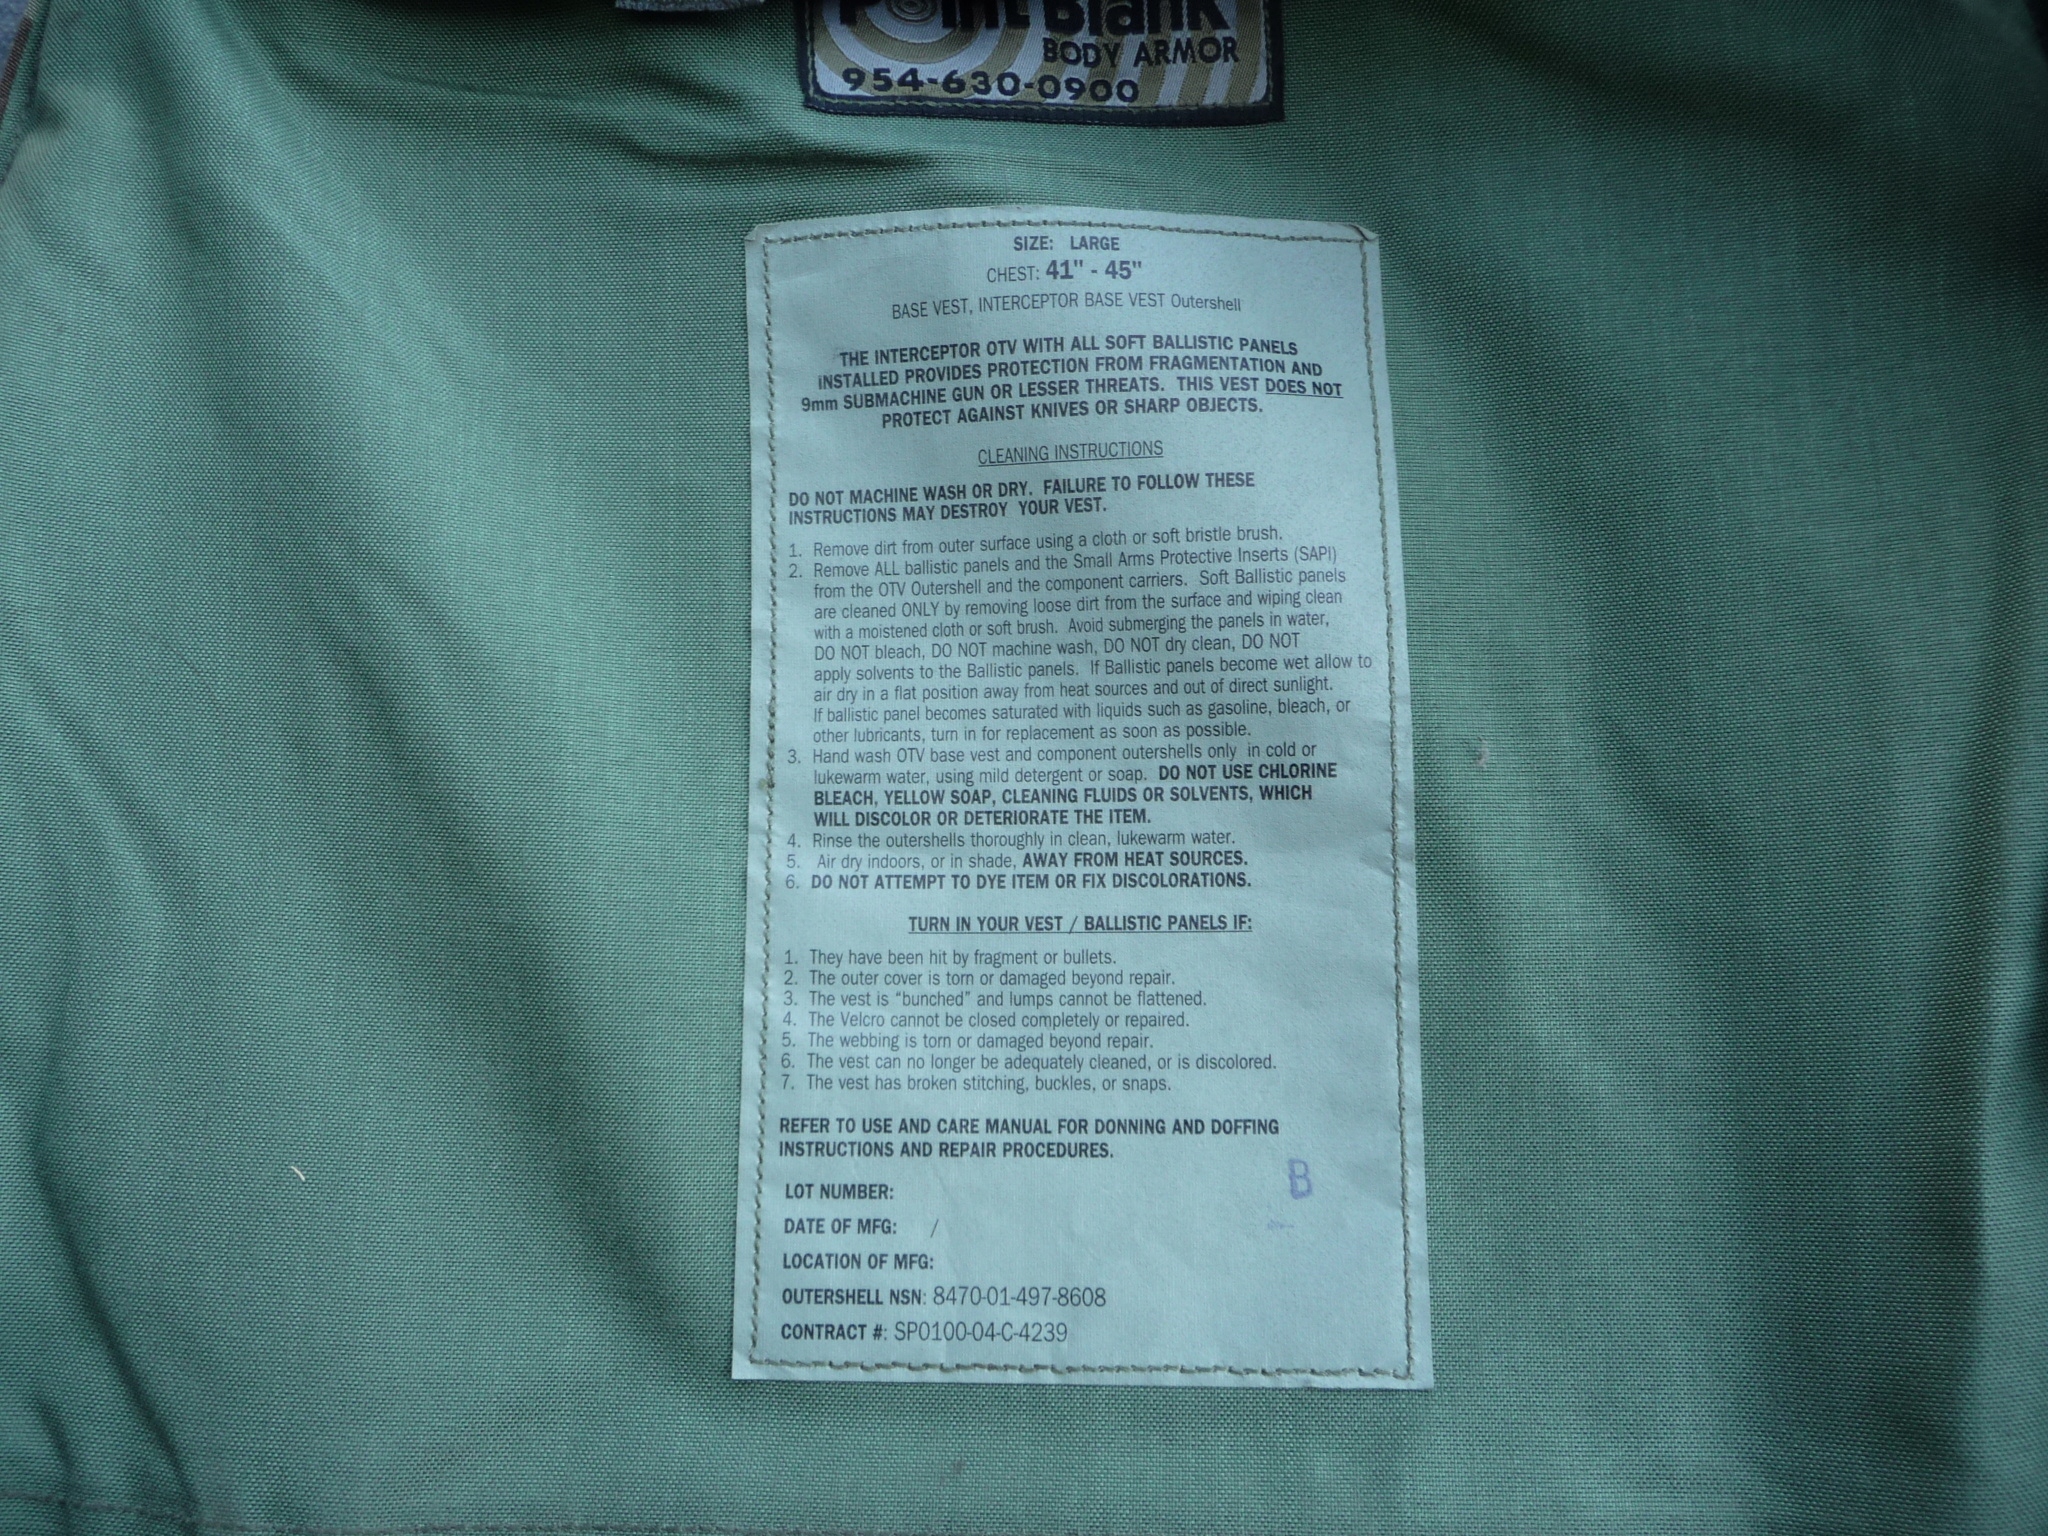 Point Blank
BODY ARMOR
954-630-0900
SIZE: LARGE
CHEST: 41" - 45"
BASE VEST, INTERCEPTOR BASE VEST Outershell
THE INTERCEPTOR OTV WITH ALL SOFT BALLISTIC PANELS
INSTALLED PROVIDES PROTECTION FROM FRAGMENTATION AND
9mm SUBMACHINE GUN OR LESSER THREATS. THIS VEST DOES NOT
PROTECT AGAINST KNIVES OR SHARP OBJECTS.
CLEANING INSTRUCTIONS
DO NOT MACHINE WASH OR DRY. FAILURE TO FOLLOW THESE
INSTRUCTIONS MAY DESTROY YOUR VEST.
1. Remove dirt from outer surface using a cloth or soft bristle brush.
2. Remove ALL ballistic panels and the Small Arms Protective Inserts (SAPI)
from the OTV Outershell and the component carriers. Soft Ballistic panels
are cleaned ONLY by removing loose dirt from the surface and wiping clean
with a moistened cloth or soft brush. Avoid submerging the panels in water,
DO NOT bleach, DO NOT machine wash, DO NOT dry clean, DO NOT
apply solvents to the Ballistic panels. If Ballistic panels become wet allow to
air dry in a flat position away from heat sources and out of direct sunlight.
If ballistic panel becomes saturated with liquids such as gasoline, bleach, or
other lubricants, turn in for replacement as soon as possible.
3. Hand wash OTV base vest and component outershells only in cold or
lukewarm water, using mild detergent or soap. DO NOT USE CHLORINE
BLEACH, YELLOW SOAP, CLEANING FLUIDS OR SOLVENTS, WHICH
WILL DISCOLOR OR DETERIORATE THE ITEM.
4. Rinse the outershells thoroughly in clean, lukewarm water.
5. Air dry indoors, or in shade, AWAY FROM HEAT SOURCES.
6. DO NOT ATTEMPT TO DYE ITEM OR FIX DISCOLORATIONS.
TURN IN YOUR VEST / BALLISTIC PANELS IF:
1. They have been hit by fragment or bullets.
2. The outer cover is torn or damaged beyond repair.
3. The vest is “bunched” and lumps cannot be flattened.
4. The Velcro cannot be closed completely or repaired.
5. The webbing is torn or damaged beyond repair.
6. The vest can no longer be adequately cleaned, or is discolored.
7. The vest has broken stitching, buckles, or snaps.
REFER TO USE AND CARE MANUAL FOR DONNING AND DOFFING
INSTRUCTIONS AND REPAIR PROCEDURES.
B
LOT NUMBER:
DATE OF MFG: /
LOCATION OF MFG:
OUTERSHELL NSN: 8470-01-497-8608
CONTRACT #: SP0100-04-C-4239